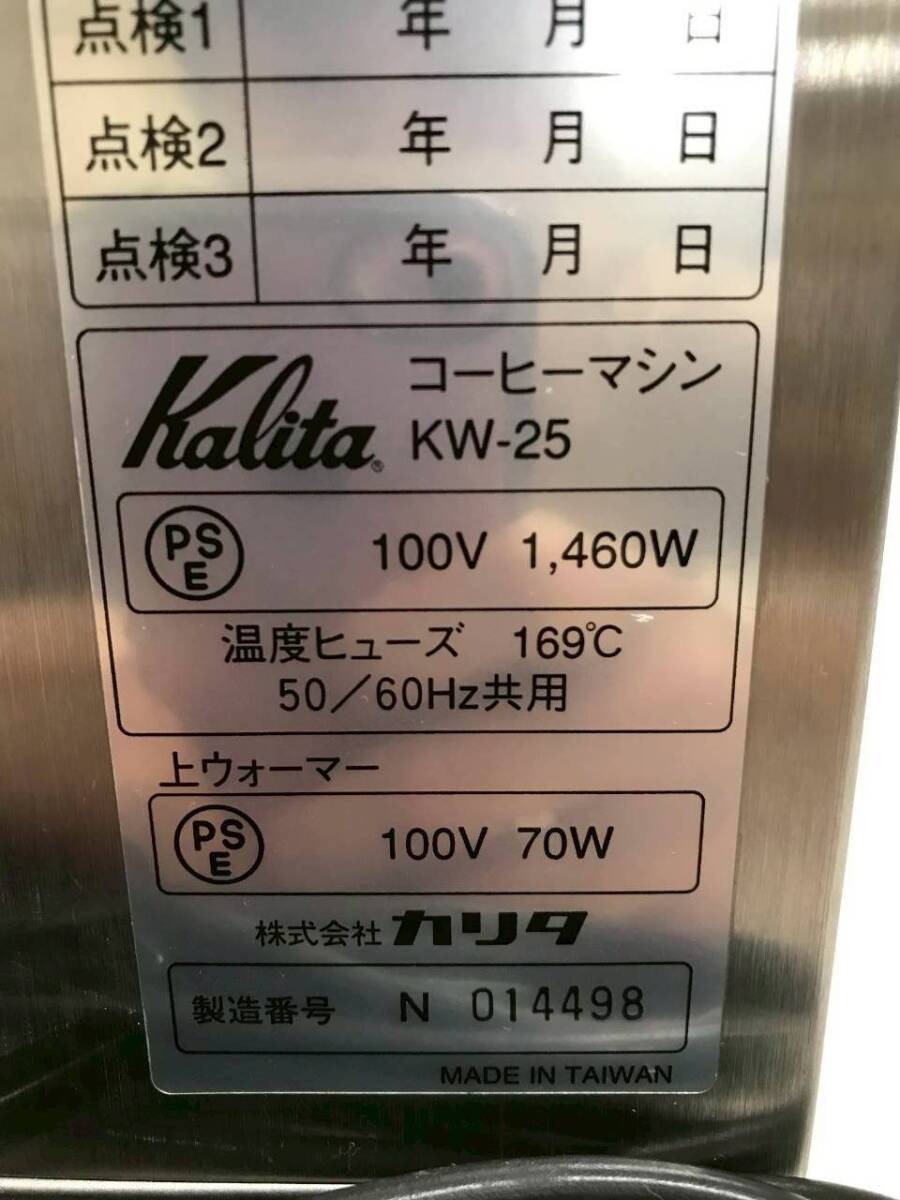 点検1 年 月 日
点検2 年 月 日
点検3 年 月 日
Kalita® コーヒーマシン
KW-25
PSE 100V 1,460W
温度ヒューズ 169℃
50/60Hz共用
上ウォーマー
PSE 100V 70W
株式会社 カリタ
製造番号 N 014498
MADE IN TAIWAN